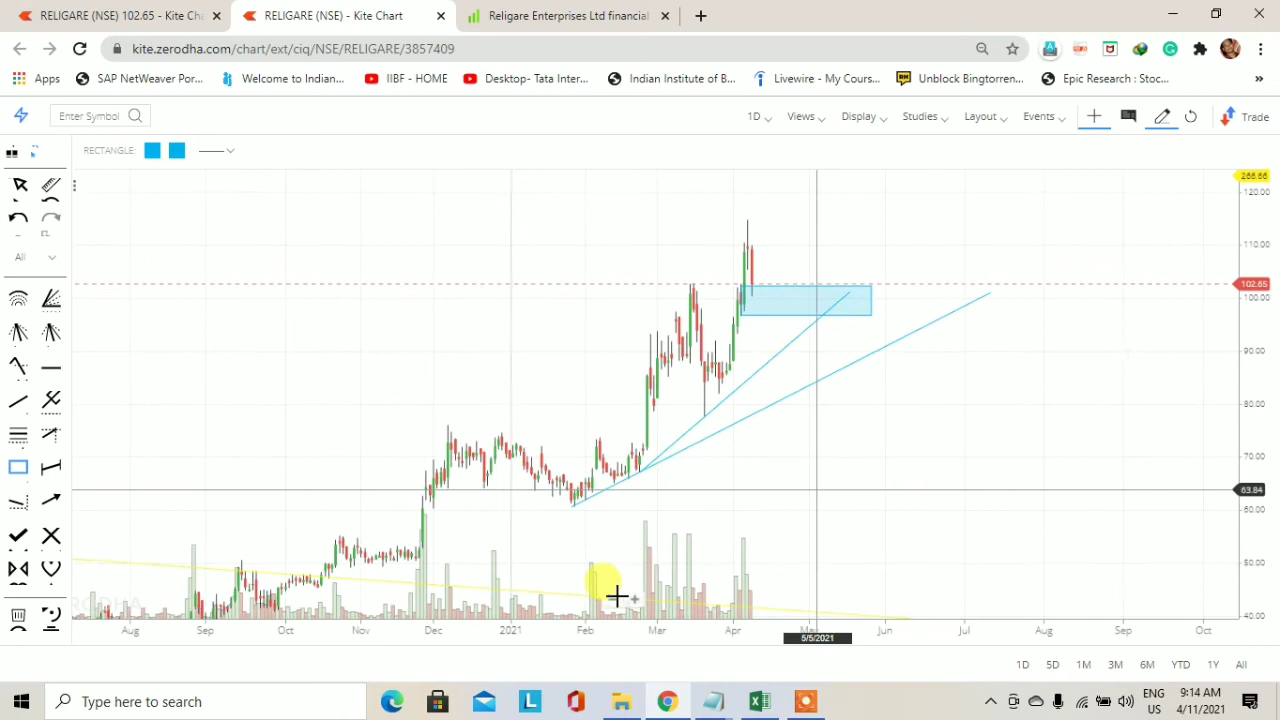 RELIGARE (NSE) 102.65 - Kite Cha
RELIGARE (NSE) - Kite Chart
Religare Enterprises Ltd financial
kite.zerodha.com/chart/ext/ciq/NSE/RELIGARE/3857409
Apps
SAP NetWeaver Por...
Welcome to Indian...
IIBF - HOME
Desktop- Tata Inter...
Indian Institute of B...
Livewire - My Cours...
Unblock Bingtorren...
Epic Research : Stoc...
»
Enter Symbol
1D
Views
Display
Studies
Layout
Events
Trade
RECTANGLE:
All
266.66
120.00
110.00
102.65
100.00
90.00
80.00
70.00
63.84
60.00
50.00
40.00
Aug
Sep
Oct
Nov
Dec
2021
Feb
Mar
Apr
May
Jun
Jul
Aug
Sep
Oct
5/5/2021
1D
5D
1M
3M
6M
YTD
1Y
All
Type here to search
ENG
US
9:14 AM
4/11/2021